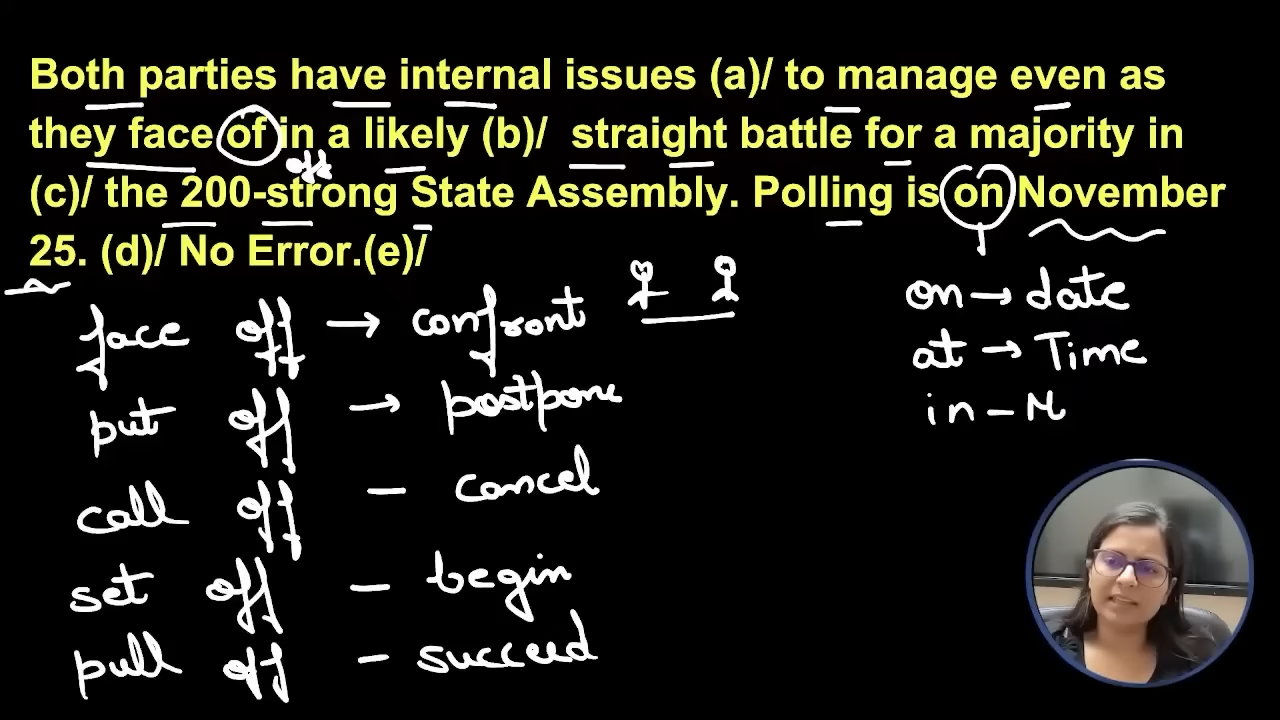 Both parties have internal issues (a)/ to manage even as
they face of in a likely (b)/ straight battle for a majority in
off
(c)/ the 200-strong State Assembly. Polling is on November
25. (d)/ No Error.(e)/
face off → confront
on → date
at → Time
put off → postpone
in - M
call off - cancel
set off - begin
pull off - succeed